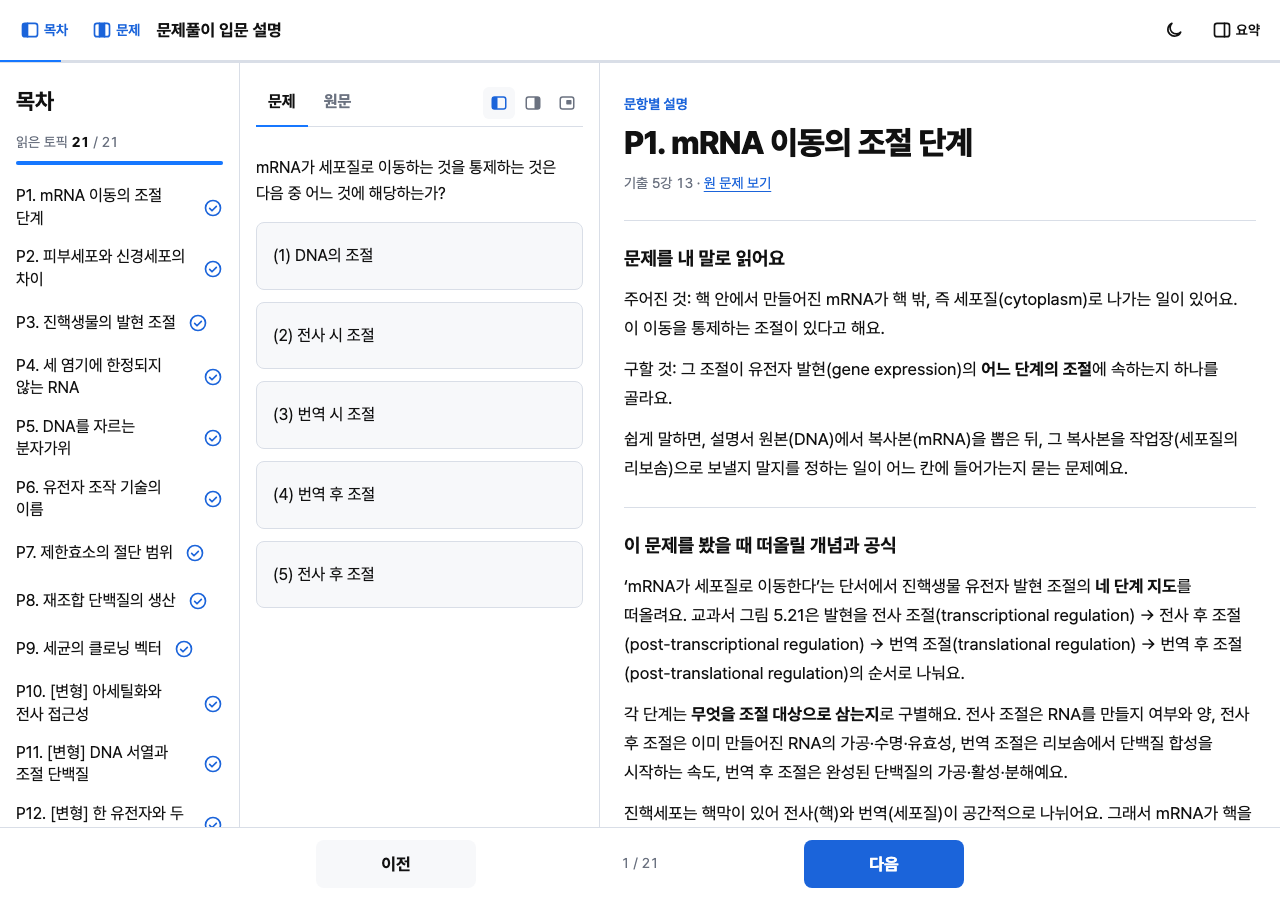 목차
문제
문제풀이 입문 설명
요약
목차
읽은 토픽 21 / 21
P1. mRNA 이동의 조절
단계
P2. 피부세포와 신경세포의
차이
P3. 진핵생물의 발현 조절
P4. 세 염기에 한정되지
않는 RNA
P5. DNA를 자르는
분자가위
P6. 유전자 조작 기술의
이름
P7. 제한효소의 절단 범위
P8. 재조합 단백질의 생산
P9. 세균의 클로닝 벡터
P10. [변형] 아세틸화와
전사 접근성
P11. [변형] DNA 서열과
조절 단백질
P12. [변형] 한 유전자와 두
문제
원문
mRNA가 세포질로 이동하는 것을 통제하는 것은
다음 중 어느 것에 해당하는가?
(1) DNA의 조절
(2) 전사 시 조절
(3) 번역 시 조절
(4) 번역 후 조절
(5) 전사 후 조절
문항별 설명
P1. mRNA 이동의 조절 단계
기출 5강 13 · 원 문제 보기
문제를 내 말로 읽어요
주어진 것: 핵 안에서 만들어진 mRNA가 핵 밖, 즉 세포질(cytoplasm)로 나가는 일이 있어요.
이 이동을 통제하는 조절이 있다고 해요.
구할 것: 그 조절이 유전자 발현(gene expression)의 어느 단계의 조절에 속하는지 하나를
골라요.
쉽게 말하면, 설명서 원본(DNA)에서 복사본(mRNA)을 뽑은 뒤, 그 복사본을 작업장(세포질의
리보솜)으로 보낼지 말지를 정하는 일이 어느 칸에 들어가는지 묻는 문제예요.
이 문제를 봤을 때 떠올릴 개념과 공식
‘mRNA가 세포질로 이동한다’는 단서에서 진핵생물 유전자 발현 조절의 네 단계 지도를
떠올려요. 교과서 그림 5.21은 발현을 전사 조절(transcriptional regulation) → 전사 후 조절
(post-transcriptional regulation) → 번역 조절(translational regulation) → 번역 후 조절
(post-translational regulation)의 순서로 나눠요.
각 단계는 무엇을 조절 대상으로 삼는지로 구별해요. 전사 조절은 RNA를 만들지 여부와 양, 전사
후 조절은 이미 만들어진 RNA의 가공·수명·유효성, 번역 조절은 리보솜에서 단백질 합성을
시작하는 속도, 번역 후 조절은 완성된 단백질의 가공·활성·분해예요.
진핵세포는 핵막이 있어 전사(핵)와 번역(세포질)이 공간적으로 나뉘어요. 그래서 mRNA가 핵을
이전
1 / 21
다음